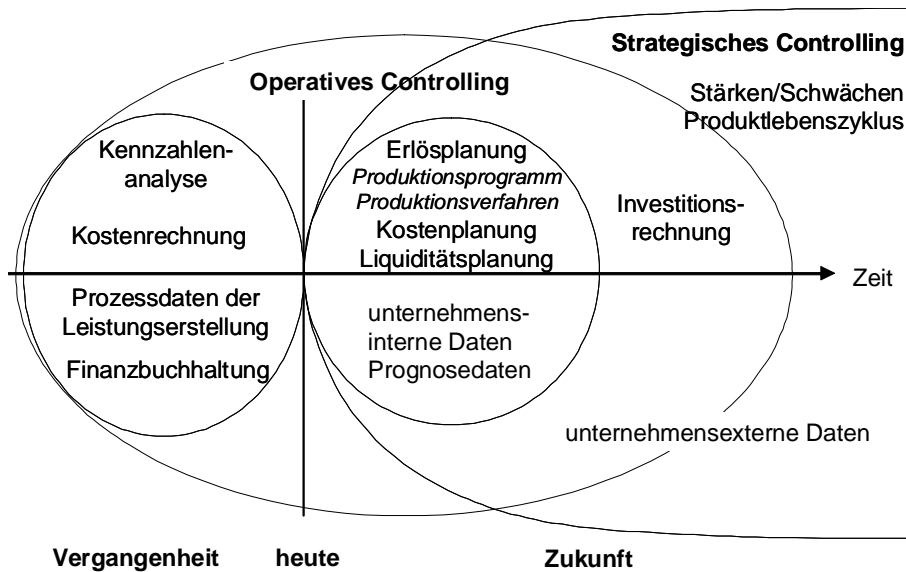 Strategisches Controlling
Operatives Controlling
Stärken/Schwächen
Produktlebenszyklus
Kennzahlen-
analyse
Kostenrechnung
Erlösplanung
Produktionsprogramm
Produktionsverfahren
Kostenplanung
Liquiditätsplanung
Investitions-
rechnung
Zeit
Prozessdaten der
Leistungserstellung
Finanzbuchhaltung
unternehmens-
interne Daten
Prognosedaten
unternehmensexterne Daten
Vergangenheit
heute
Zukunft